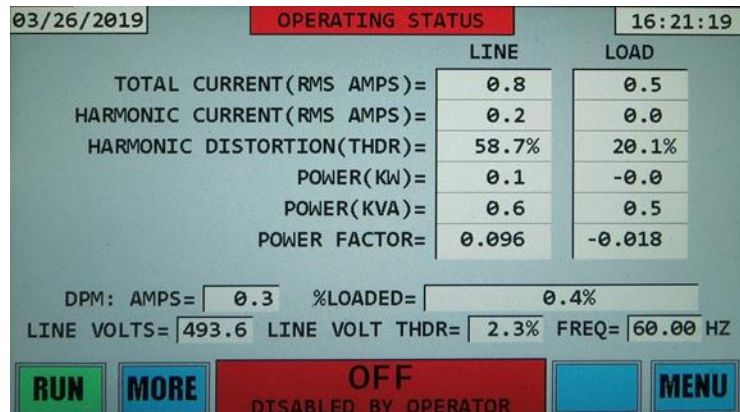 03/26/2019 OPERATING STATUS 16:21:19
LINE LOAD
TOTAL CURRENT(RMS AMPS)= 0.8 0.5
HARMONIC CURRENT(RMS AMPS)= 0.2 0.0
HARMONIC DISTORTION(THDR)= 58.7% 20.1%
POWER(KW)= 0.1 -0.0
POWER(KVA)= 0.6 0.5
POWER FACTOR= 0.096 -0.018
DPM: AMPS= 0.3 %LOADED= 0.4%
LINE VOLTS= 493.6 LINE VOLT THDR= 2.3% FREQ= 60.00 HZ
RUN MORE OFF MENU
DISABLED BY OPERATOR